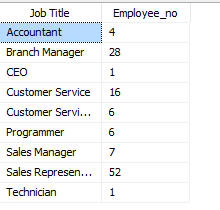 Job Title Employee_no
Accountant 4
Branch Manager 28
CEO 1
Customer Service 16
Customer Servi... 6
Programmer 6
Sales Manager 7
Sales Represen... 52
Technician 1